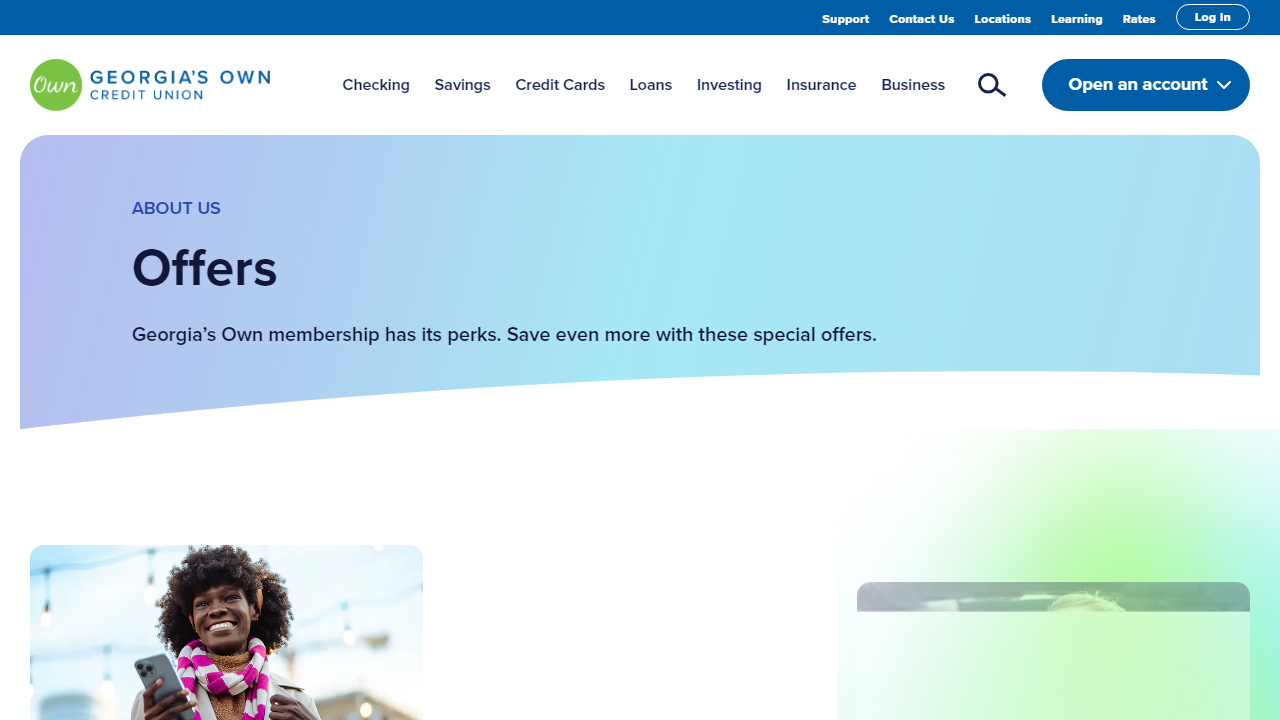 Support Contact Us Locations Learning Rates Log In
Own GEORGIA'S OWN
CREDIT UNION
Checking Savings Credit Cards Loans Investing Insurance Business Open an account
ABOUT US
Offers
Georgia’s Own membership has its perks. Save even more with these special offers.